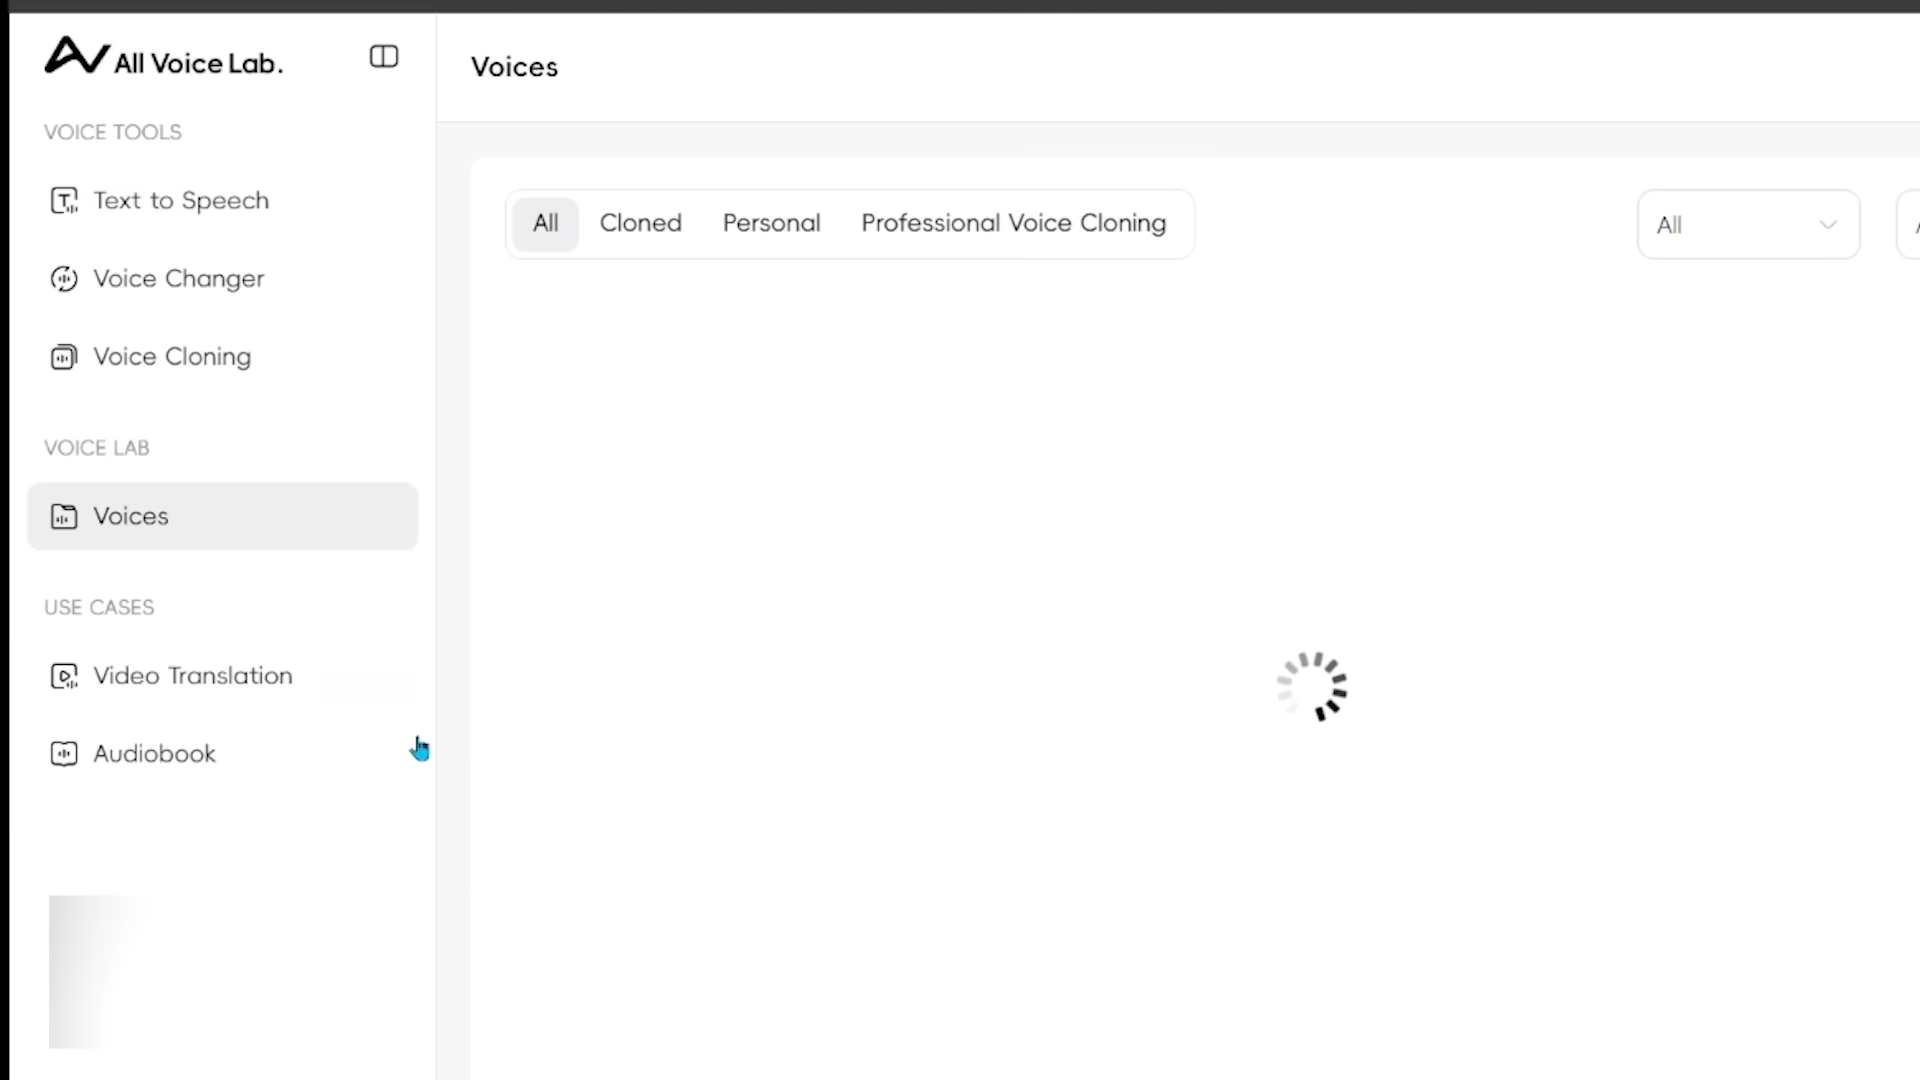 All Voice Lab.
VOICE TOOLS
Text to Speech
Voice Changer
Voice Cloning
VOICE LAB
Voices
USE CASES
Video Translation
Audiobook
Voices
All
Cloned
Personal
Professional Voice Cloning
All